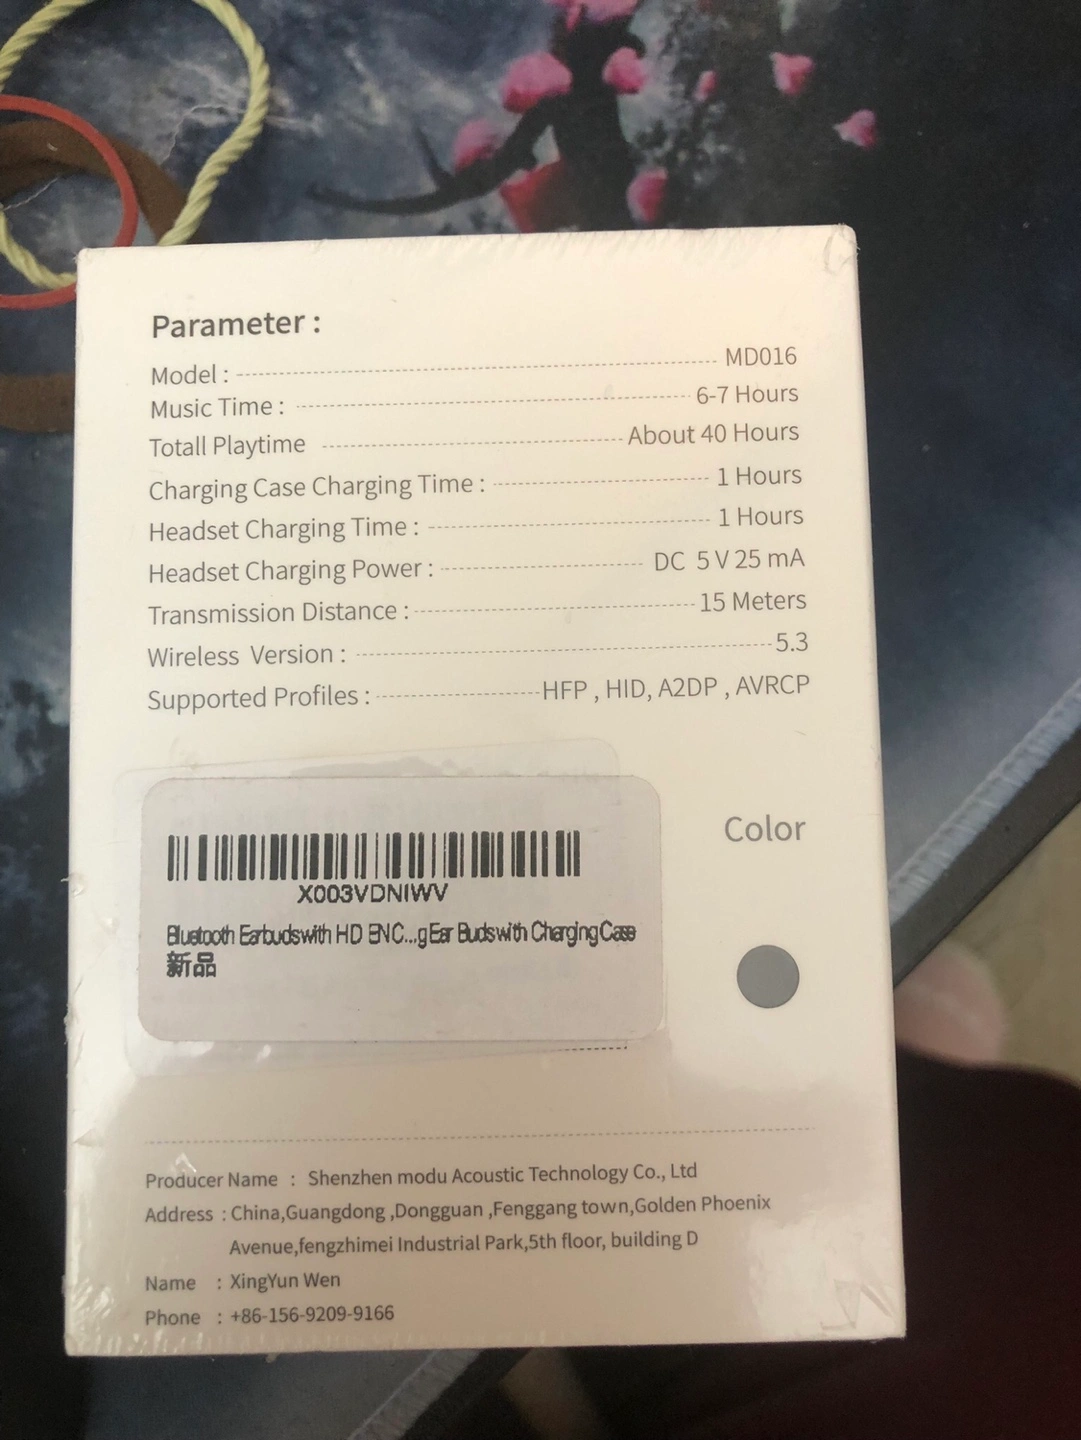 Parameter :
Model : MD016
Music Time : 6-7 Hours
Totall Playtime About 40 Hours
Charging Case Charging Time : 1 Hours
Headset Charging Time : 1 Hours
Headset Charging Power : DC 5 V 25 mA
Transmission Distance : 15 Meters
Wireless Version : 5.3
Supported Profiles : HFP , HID, A2DP , AVRCP
Color
X003VDNIWV
Bluetooth Earbuds with HD ENC...g Ear Buds with Charging Case
新品
Producer Name : Shenzhen modu Acoustic Technology Co., Ltd
Address : China,Guangdong ,Dongguan ,Fenggang town,Golden Phoenix
Avenue,fengzhimei Industrial Park,5th floor, building D
Name : XingYun Wen
Phone : +86-156-9209-9166